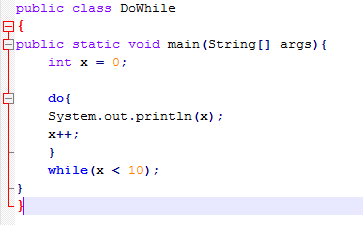 public class DoWhile
{
public static void main(String[] args){
int x = 0;
do{
System.out.println(x);
x++;
}
while(x < 10);
}
}